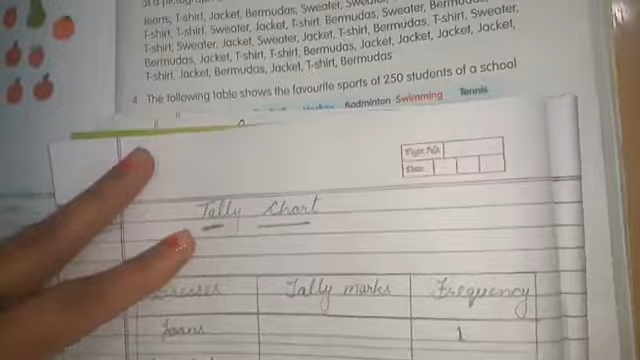 Jeans, T-shirt, Jacket, Bermudas, Sweater,
T-shirt, T-shirt, Sweater, Jacket, T-shirt, Bermudas, Sweater,
T-shirt, Sweater, Jacket, Sweater, Jacket, T-shirt, Bermudas,
Bermudas, Jacket, T-shirt, T-shirt, Bermudas, Jacket, Jacket, Jacket, Jacket,
T-shirt, Jacket, Bermudas, Jacket, T-shirt, Bermudas
4 The following table shows the favourite sports of 250 students of a school
Badminton Swimming Tennis
Page No.
Date
Tally Chart
Tally marks Frequency
Jeans 1